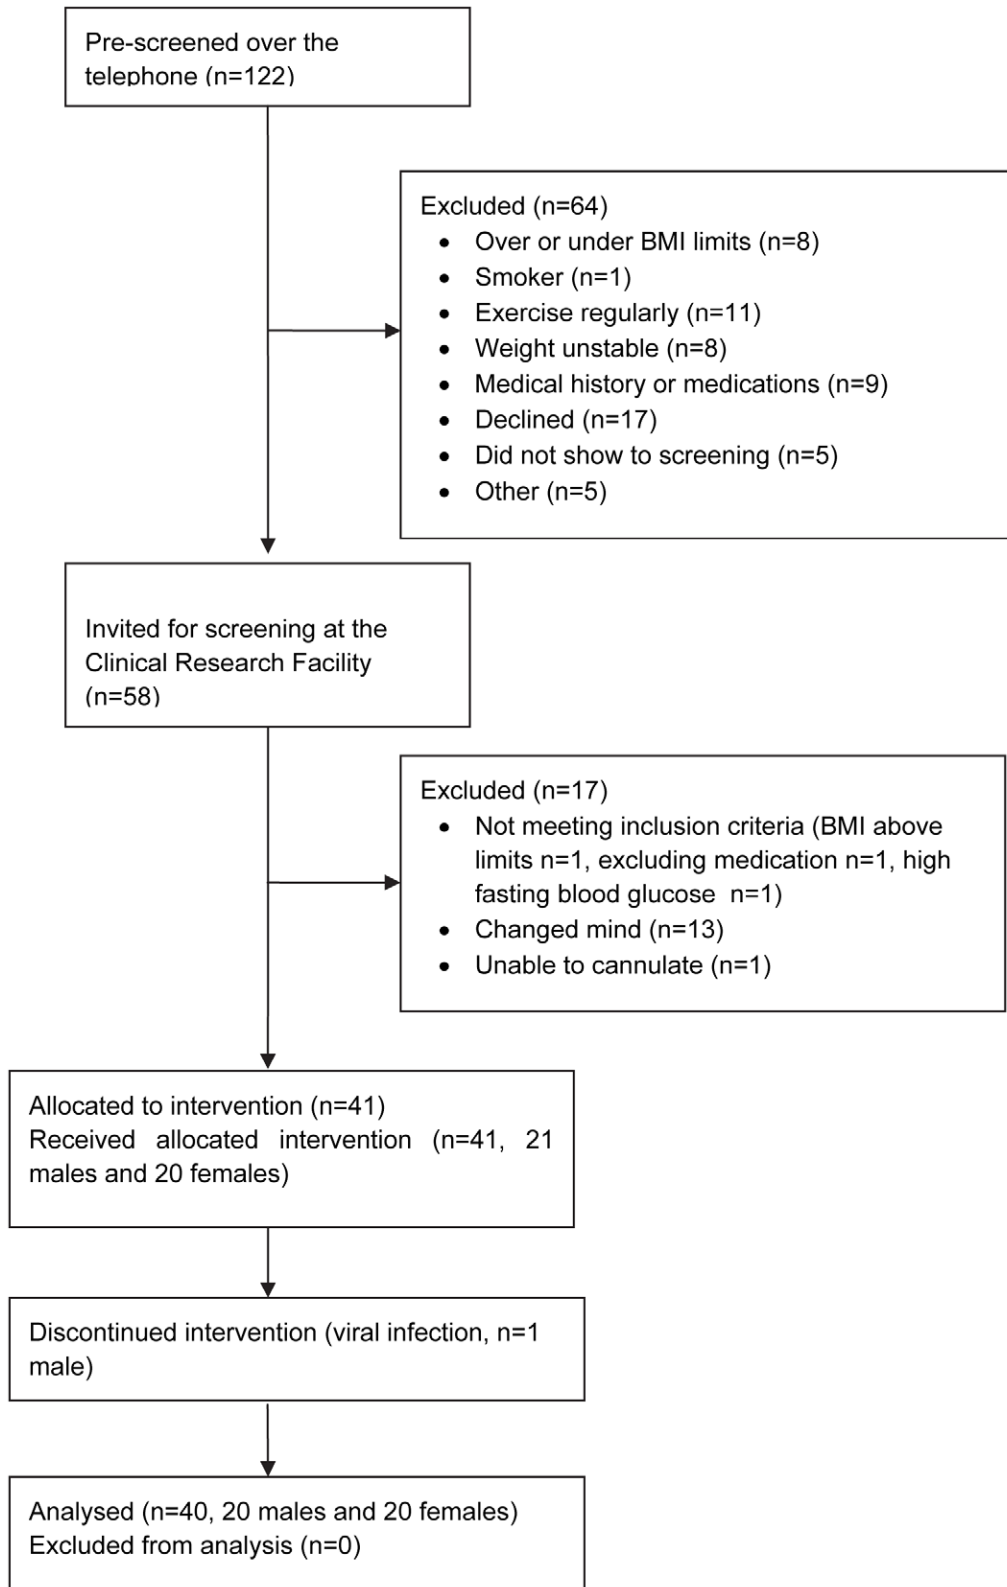 Pre-screened over the
telephone (n=122)
Excluded (n=64)
• Over or under BMI limits (n=8)
• Smoker (n=1)
• Exercise regularly (n=11)
• Weight unstable (n=8)
• Medical history or medications (n=9)
• Declined (n=17)
• Did not show to screening (n=5)
• Other (n=5)
Invited for screening at the
Clinical Research Facility
(n=58)
Excluded (n=17)
• Not meeting inclusion criteria (BMI above
limits n=1, excluding medication n=1, high
fasting blood glucose n=1)
• Changed mind (n=13)
• Unable to cannulate (n=1)
Allocated to intervention (n=41)
Received allocated intervention (n=41, 21
males and 20 females)
Discontinued intervention (viral infection, n=1
male)
Analysed (n=40, 20 males and 20 females)
Excluded from analysis (n=0)